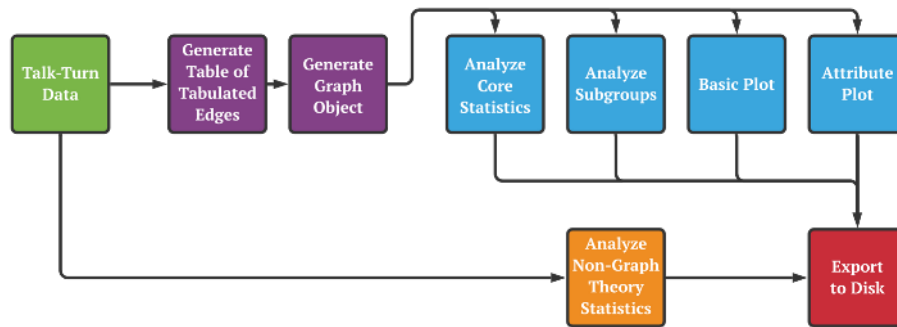 Talk-Turn
Data
Generate
Table of
Tabulated
Edges
Generate
Graph
Object
Analyze
Core
Statistics
Analyze
Subgroups
Basic Plot
Attribute
Plot
Analyze
Non-Graph
Theory
Statistics
Export
to Disk